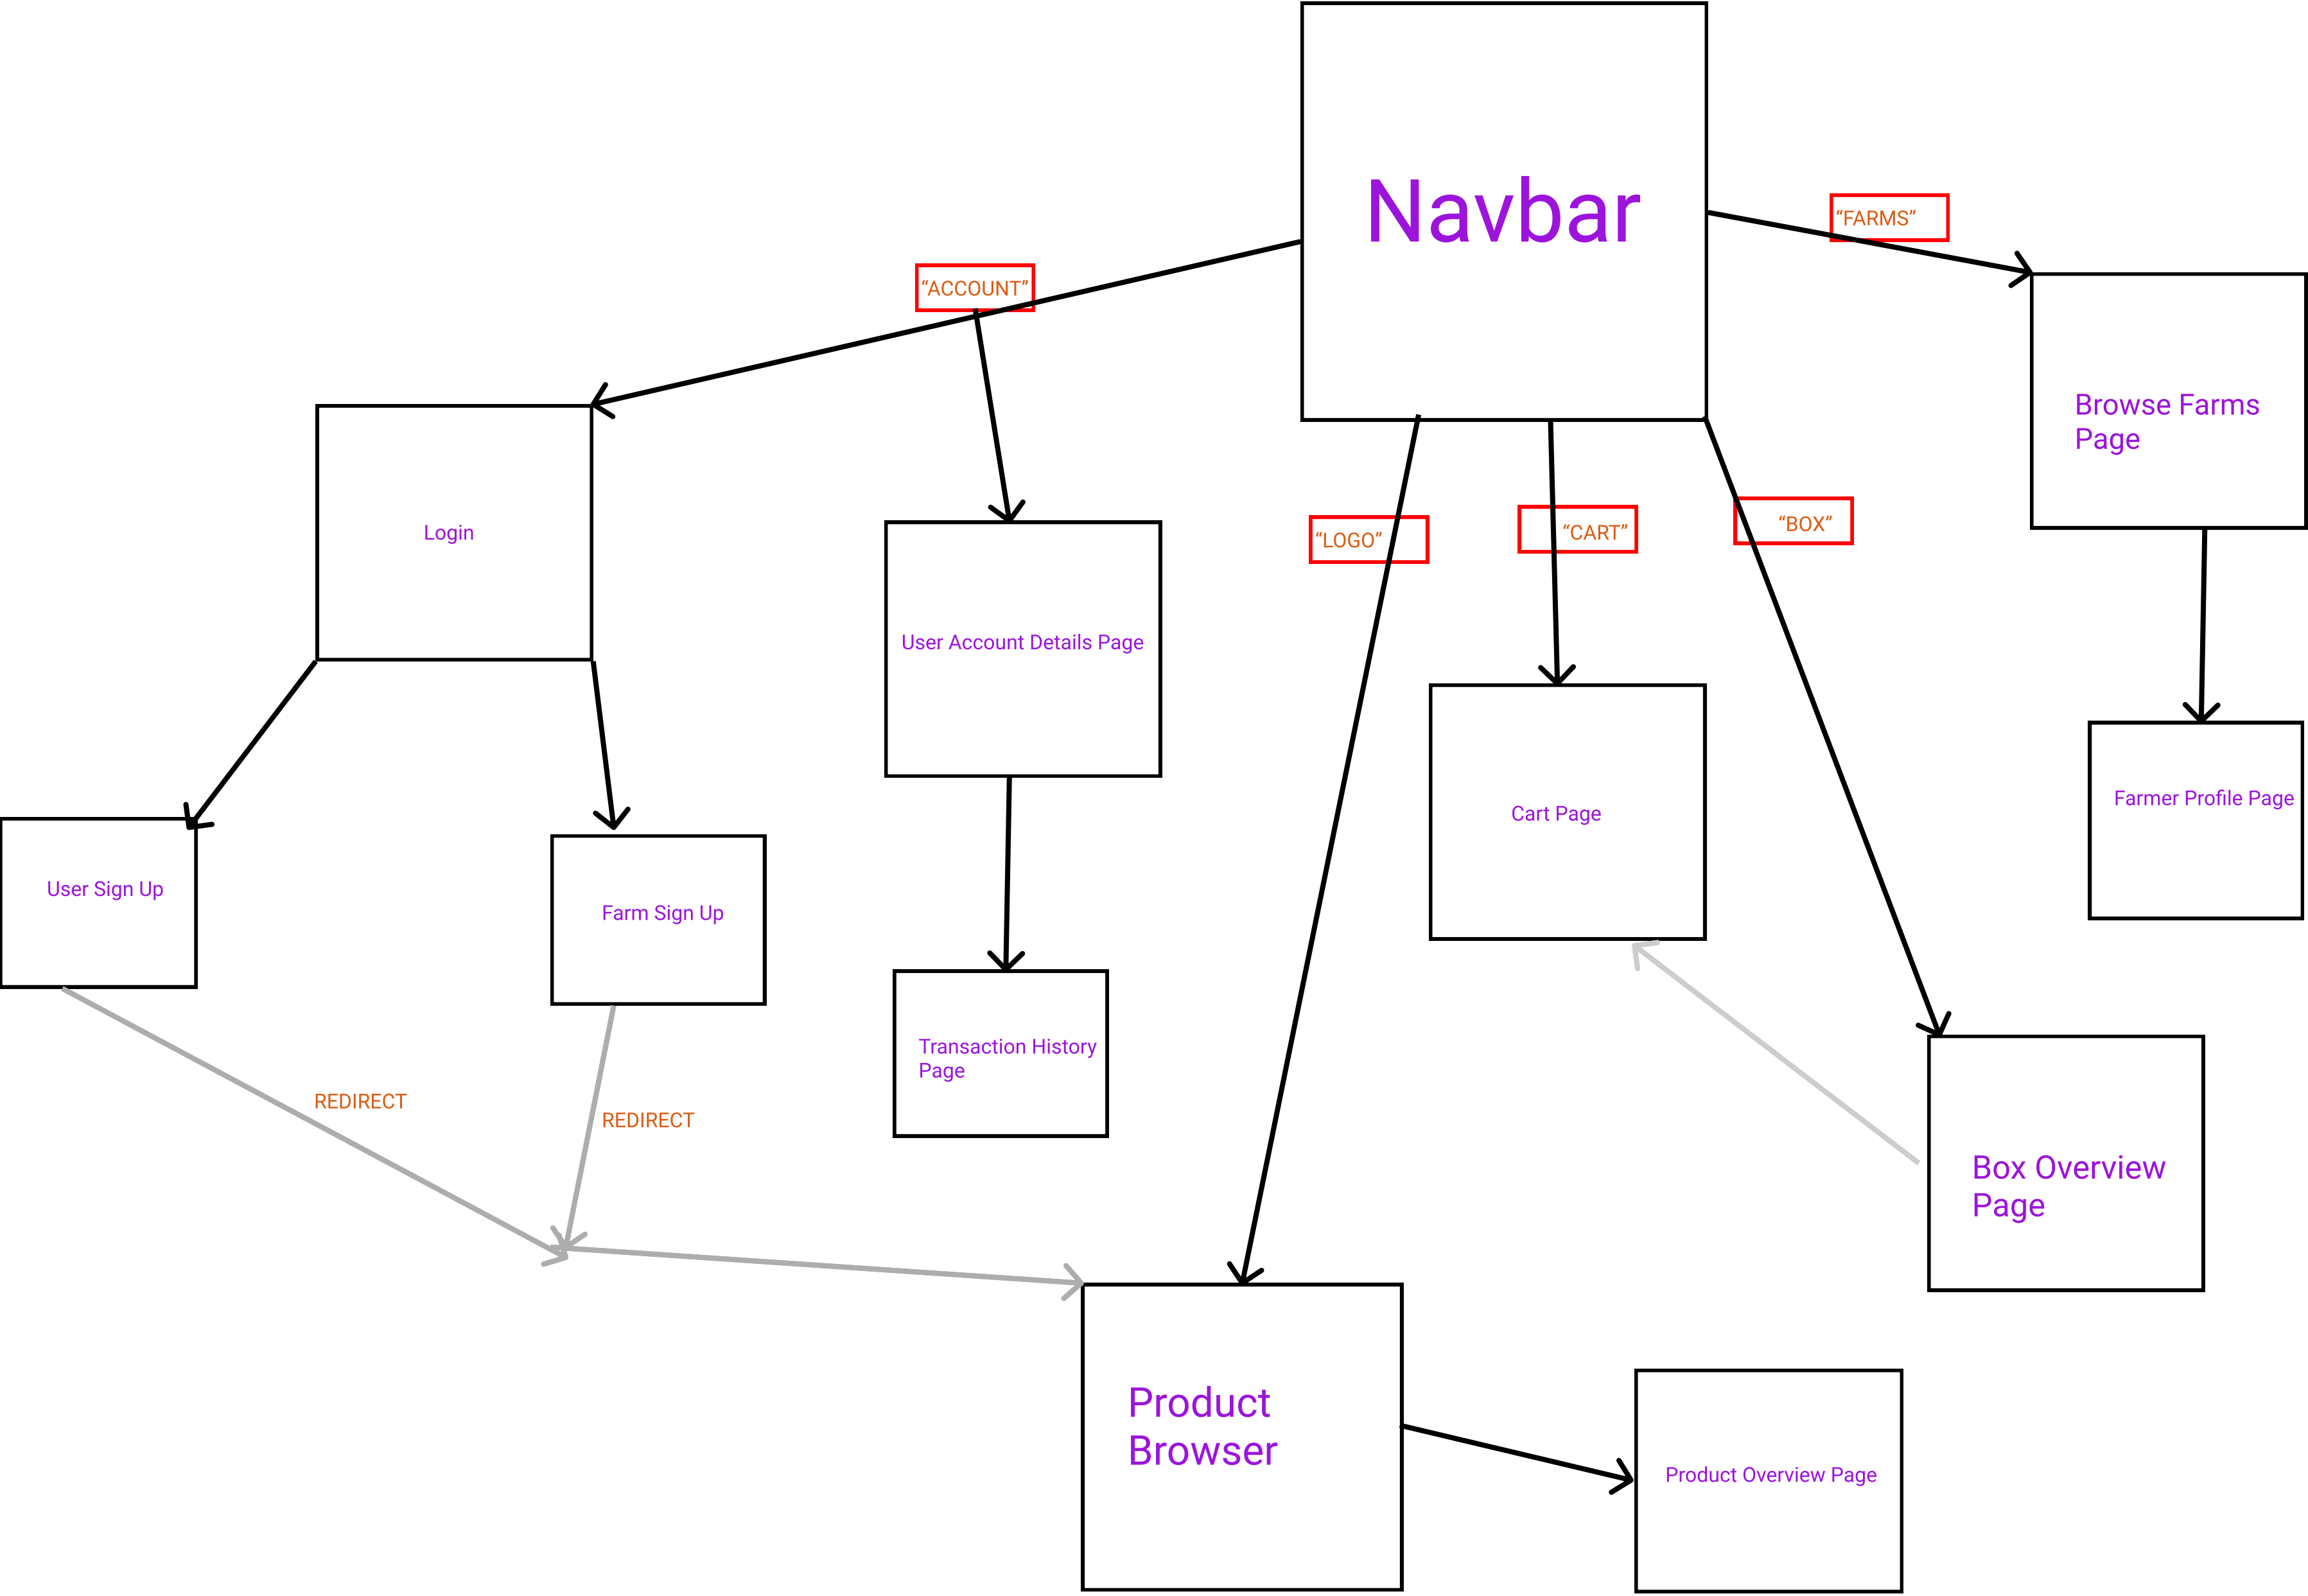 Navbar
“FARMS”
“ACCOUNT”
Browse Farms
Page
Login
“LOGO”
“CART”
“BOX”
User Account Details Page
Cart Page
Farmer Profile Page
User Sign Up
Farm Sign Up
Transaction History
Page
REDIRECT
REDIRECT
Box Overview
Page
Product
Browser
Product Overview Page